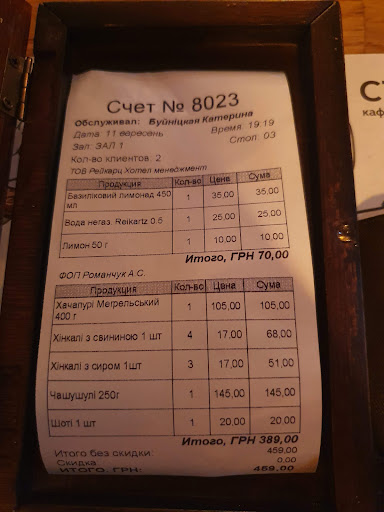 Счет № 8023
Обслуживал: Вуйніцкая Катерина
Дата: 11 вересень Время: 19:19
Зал: ЗАЛ 1 Стол: 03
Кол-во клиентов: 2
ТОВ Рейкарц Хотел менеджмент
Продукция Кол-во Цена Сума
Базиліковий лимонад 450 мл 1 35,00 35,00
Вода негаз. Reikartz 0.5 1 25,00 25,00
Лимон 50 г 1 10,00 10,00
Итого, ГРН 70,00
ФОП Романчук А.С.
Продукция Кол-во Цена Сума
Хачапурі Мегрельський 400 г 1 105,00 105,00
Хінкалі з свининою 1 шт 4 17,00 68,00
Хінкалі з сиром 1шт 3 17,00 51,00
Чашушулі 250г 1 145,00 145,00
Шоті 1 шт 1 20,00 20,00
Итого, ГРН 389,00
Итого без скидки: 459,00
Скидка 0,00
ИТОГО, ГРН: 459,00